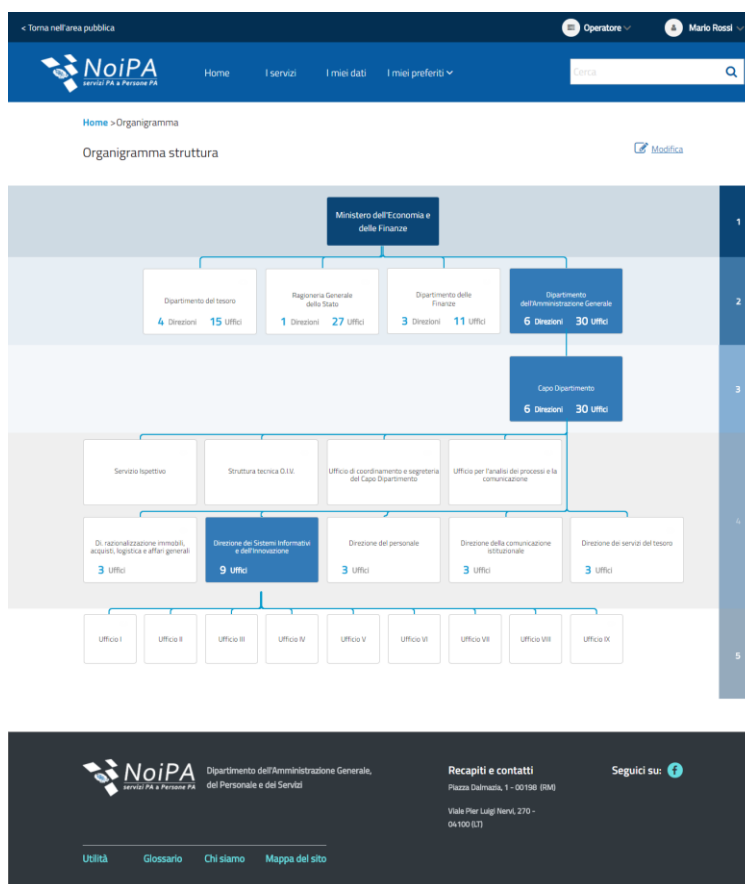 < Torna nell'area pubblica
Operatore
Mario Rossi
NoiPA
servizi PA a Persone PA
Home
I servizi
I miei dati
I miei preferiti
Cerca
Home >Organigramma
Organigramma struttura
Modifica
Ministero dell'Economia e
delle Finanze
1
Dipartimento del tesoro
4 Direzioni 15 Uffici
Ragioneria Generale
dello Stato
1 Direzioni 27 Uffici
Dipartimento delle
Finanze
3 Direzioni 11 Uffici
Dipartimento
dell'Amministrazione Generale
6 Direzioni 30 Uffici
2
Capo Dipartimento
6 Direzioni 30 Uffici
3
Servizio Ispettivo
Struttura tecnica O.I.V.
Ufficio di coordinamento e segreteria
del Capo Dipartimento
Ufficio per l'analisi dei processi e la
comunicazione
Di. razionalizzazione immobili,
acquisti, logistica e affari generali
3 Uffici
Direzione dei Sistemi Informativi
e dell'Innovazione
9 Uffici
Direzione del personale
3 Uffici
Direzione della comunicazione
istituzionale
3 Uffici
Direzione dei servizi del tesoro
3 Uffici
4
Ufficio I
Ufficio II
Ufficio III
Ufficio IV
Ufficio V
Ufficio VI
Ufficio VII
Ufficio VIII
Ufficio IX
5
NoiPA
servizi PA a Persone PA
Dipartimento dell'Amministrazione Generale,
del Personale e dei Servizi
Recapiti e contatti
Piazza Dalmazia, 1 - 00198 (RM)
Viale Pier Luigi Nervi, 270 -
04100 (LT)
Seguici su:
Utilità
Glossario
Chi siamo
Mappa del sito